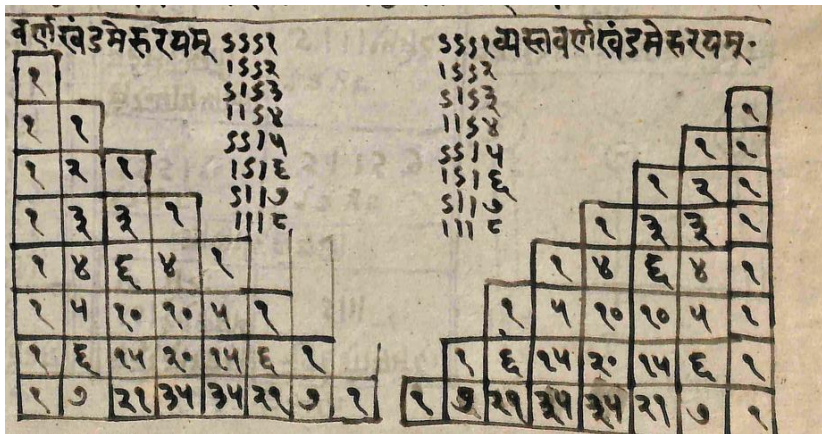 वर्णखंडमेरुरयम्
ऽऽऽ१
।ऽऽ२
ऽ।ऽ३
।।ऽ४
ऽऽ।५
।ऽ।६
ऽ।।७
।।।८
१
१ १
१ २ १
१ ३ ३ १
१ ४ ६ ४ १
१ ५ १० १० ५ १
१ ६ १५ २० १५ ६ १
१ ७ २१ ३५ ३५ २१ ७ १
ऽऽऽ१ व्यस्तवर्णखंडमेरुरयम्
।ऽऽ२
ऽ।ऽ३
।।ऽ४
ऽऽ।५
।ऽ।६
ऽ।।७
।।।८
१
१ १
१ २ १
१ ३ ३ १
१ ४ ६ ४ १
१ ५ १० १० ५ १
१ ६ १५ २० १५ ६ १
१ ७ २१ ३५ ३५ २१ ७ १